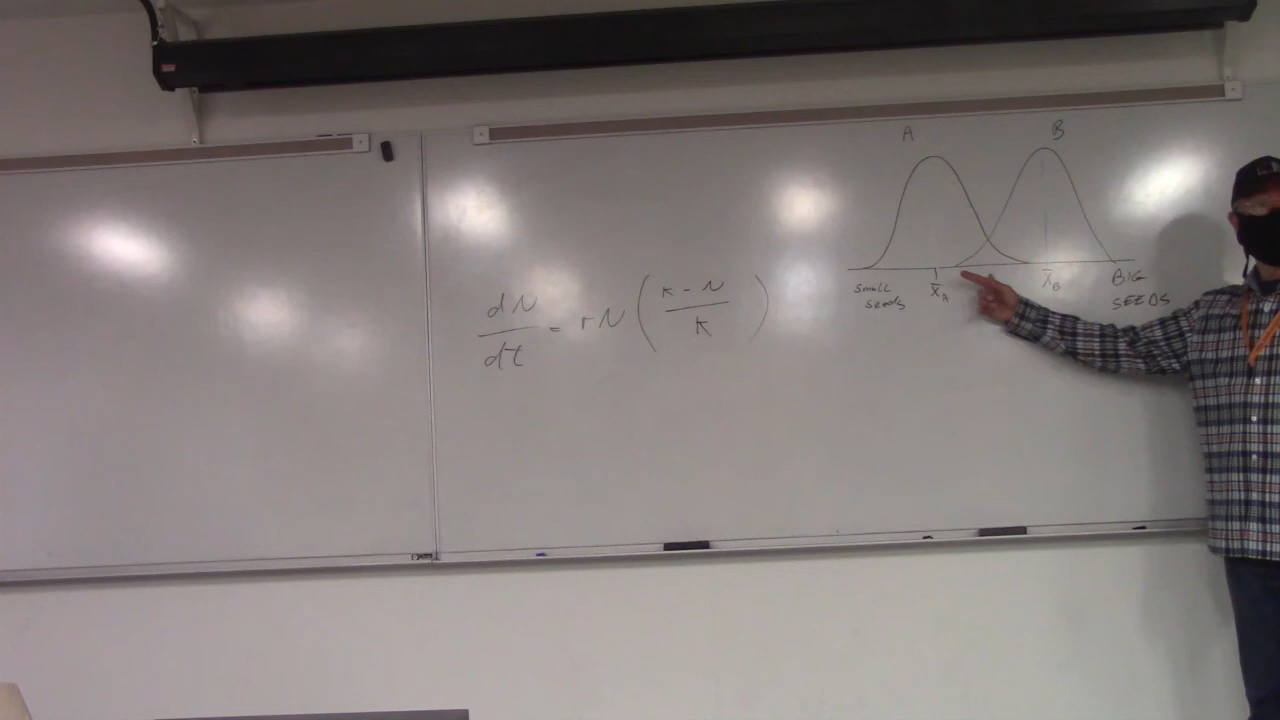 dN/dt = rN ( K - N / K )
A B
X̄A X̄B
small seeds
BIG SEEDS